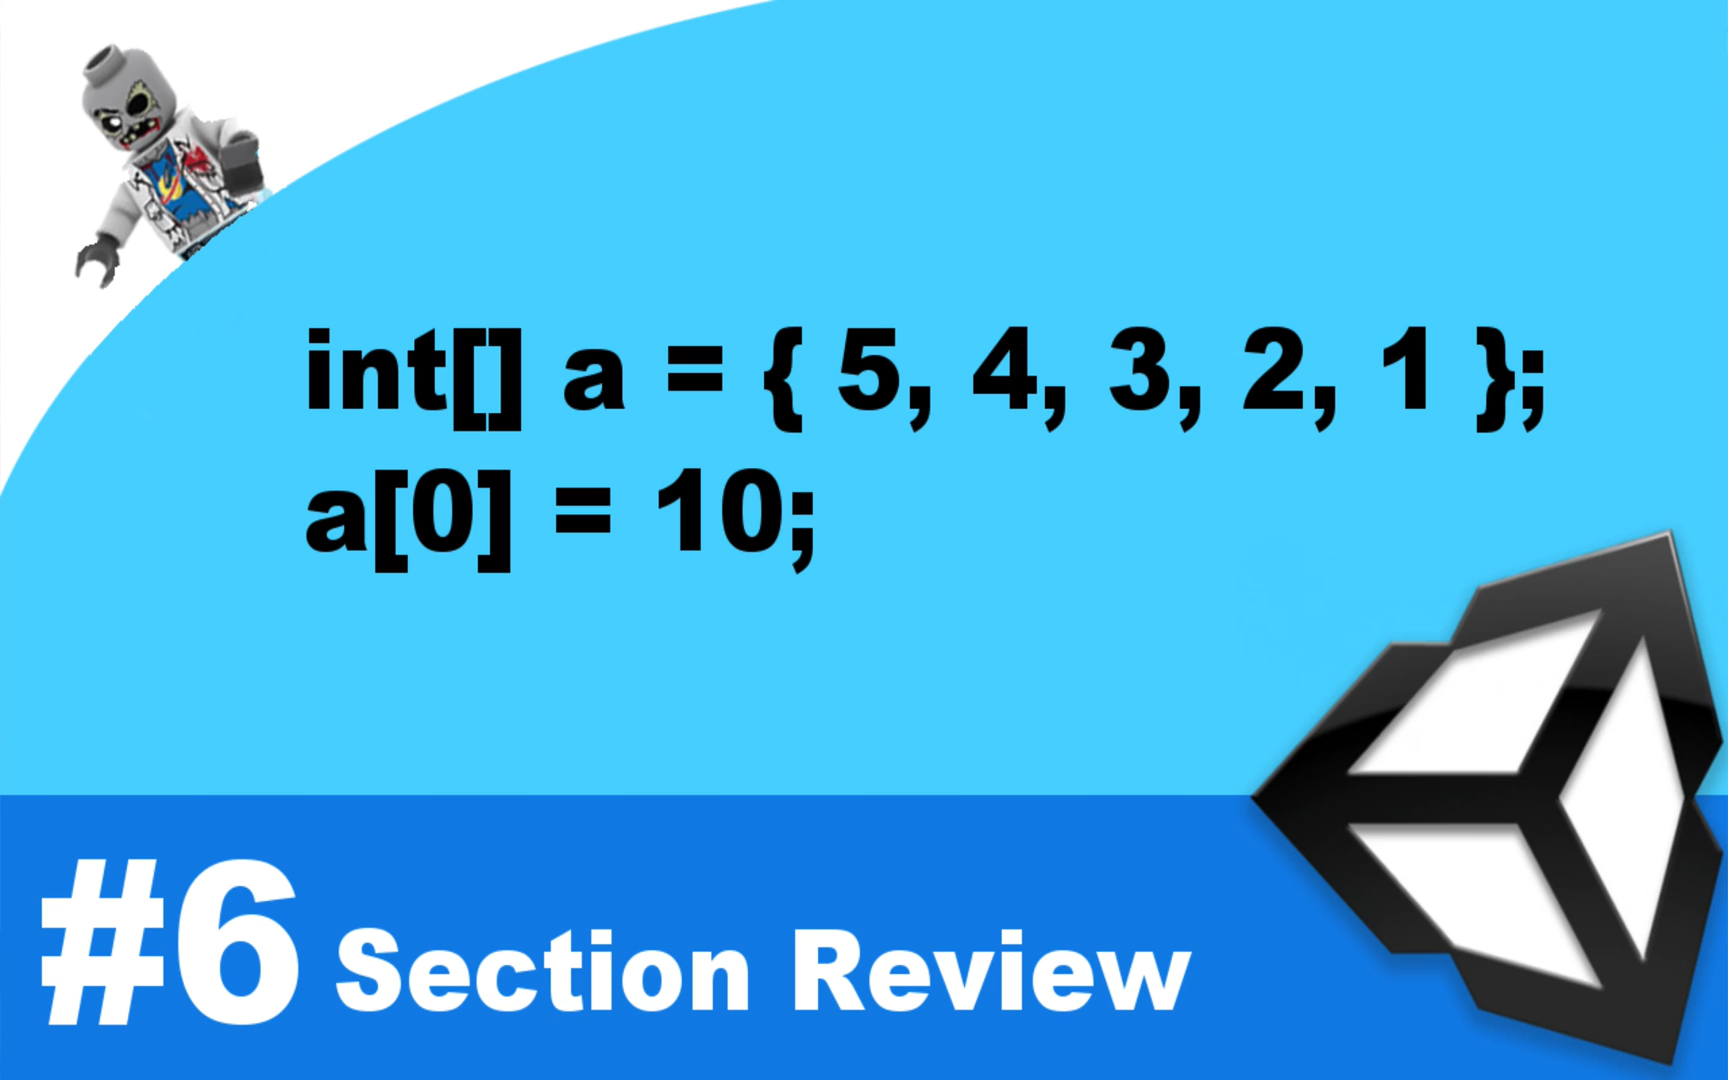 int[] a = { 5, 4, 3, 2, 1 };
a[0] = 10;
#6 Section Review